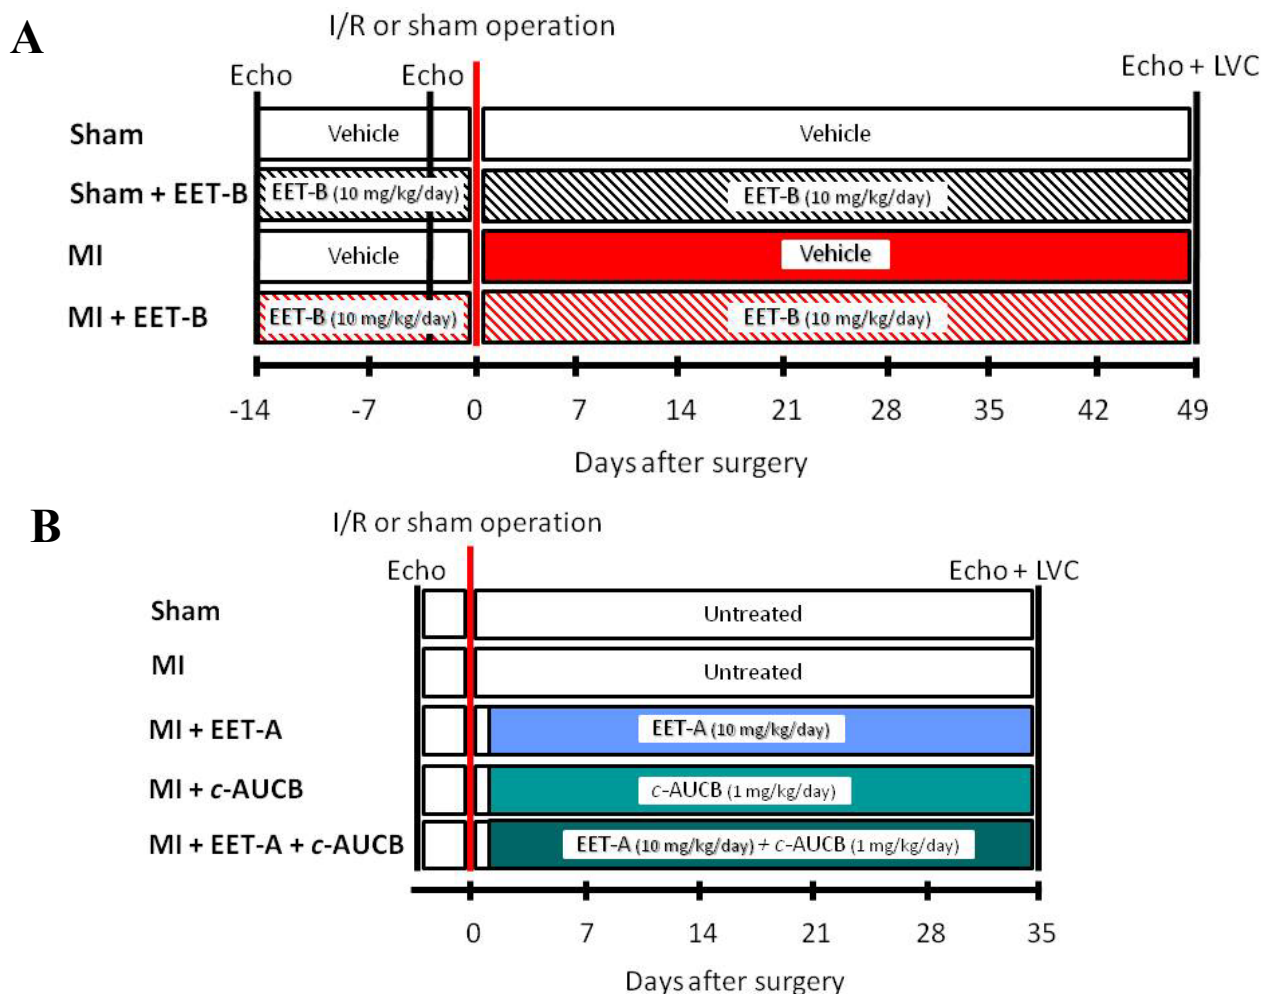 A
I/R or sham operation
Echo Echo Echo + LVC
Sham Vehicle Vehicle
Sham + EET-B EET-B (10 mg/kg/day) EET-B (10 mg/kg/day)
MI Vehicle Vehicle
MI + EET-B EET-B (10 mg/kg/day) EET-B (10 mg/kg/day)
-14 -7 0 7 14 21 28 35 42 49
Days after surgery
B
I/R or sham operation
Echo Echo + LVC
Sham Untreated
MI Untreated
MI + EET-A EET-A (10 mg/kg/day)
MI + c-AUCB c-AUCB (1 mg/kg/day)
MI + EET-A + c-AUCB EET-A (10 mg/kg/day) + c-AUCB (1 mg/kg/day)
0 7 14 21 28 35
Days after surgery